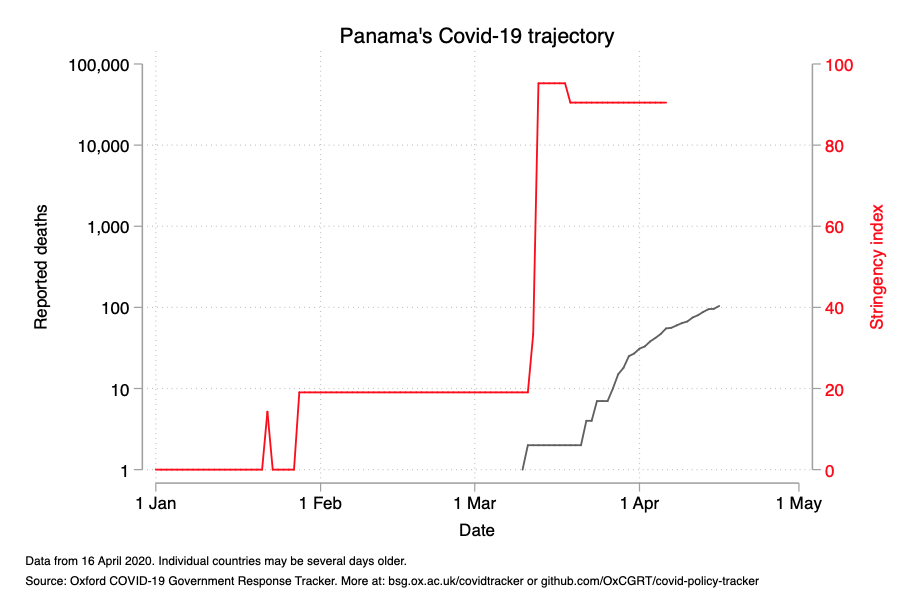 Panama's Covid-19 trajectory
100,000
10,000
1,000
100
10
1
Reported deaths
100
80
60
40
20
0
Stringency index
1 Jan
1 Feb
1 Mar
1 Apr
1 May
Date
Data from 16 April 2020. Individual countries may be several days older.
Source: Oxford COVID-19 Government Response Tracker. More at: bsg.ox.ac.uk/covidtracker or github.com/OxCGRT/covid-policy-tracker